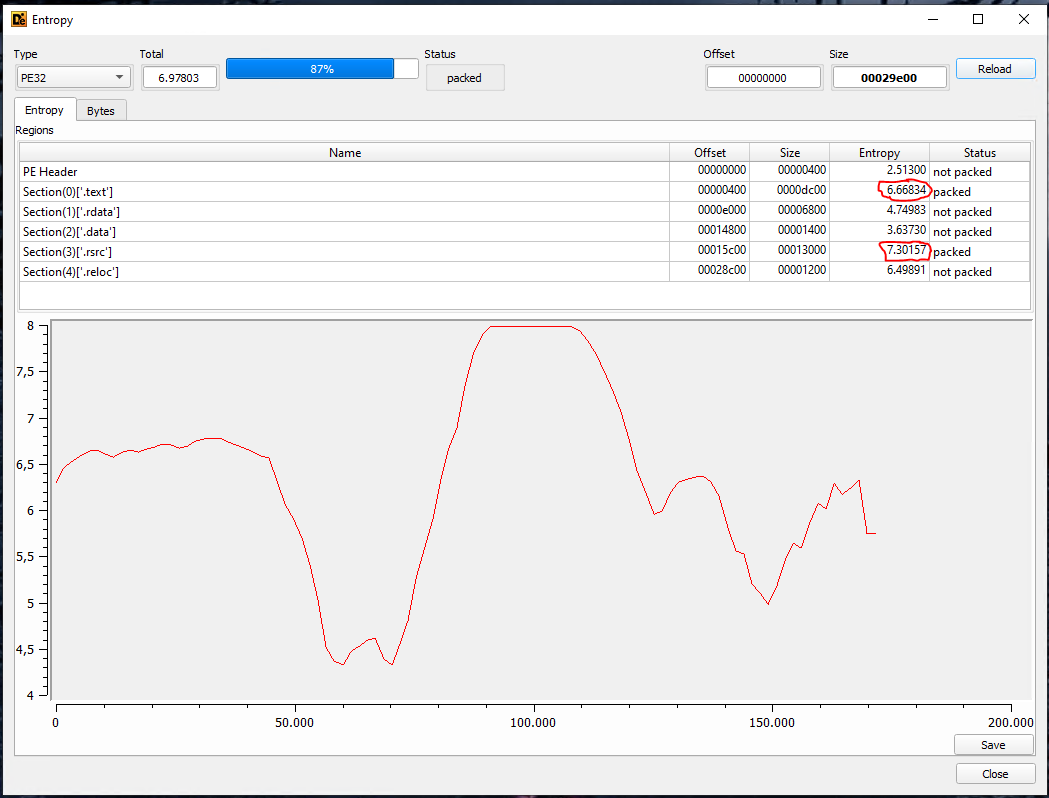 Entropy
Type Total Status Offset Size
PE32 6.97803 87% packed 00000000 00029e00 Reload
Entropy Bytes
Regions
Name Offset Size Entropy Status
PE Header 00000000 00000400 2.51300 not packed
Section(0)['.text'] 00000400 0000dc00 6.66834 packed
Section(1)['.rdata'] 0000e000 00006800 4.74983 not packed
Section(2)['.data'] 00014800 00001400 3.63730 not packed
Section(3)['.rsrc'] 00015c00 00013000 7.30157 packed
Section(4)['.reloc'] 00028c00 00001200 6.49891 not packed
8
7,5
7
6,5
6
5,5
5
4,5
4
0 50.000 100.000 150.000 200.000
Save
Close